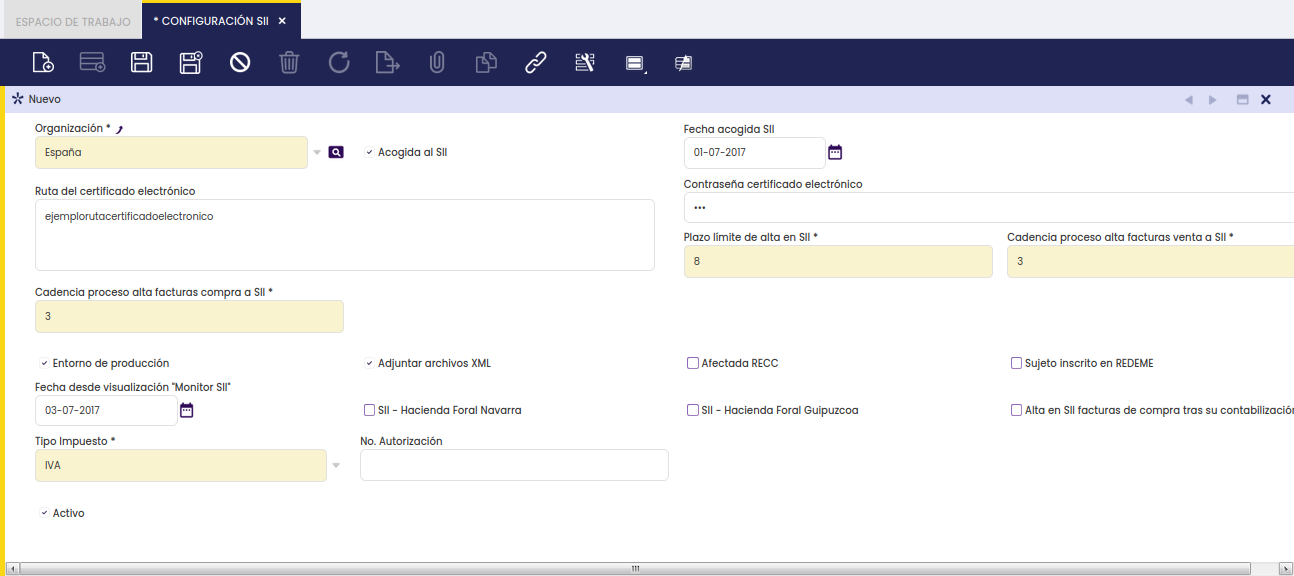 ESPACIO DE TRABAJO
* CONFIGURACIÓN SII
Nuevo
Organización *
España
Acogida al SII
Fecha acogida SII
01-07-2017
Ruta del certificado electrónico
ejemplorutacertificadoelectronico
Contraseña certificado electrónico
•••
Plazo límite de alta en SII *
8
Cadencia proceso alta facturas venta a SII *
3
Cadencia proceso alta facturas compra a SII *
3
Entorno de producción
Adjuntar archivos XML
Afectada RECC
Sujeto inscrito en REDEME
Fecha desde visualización "Monitor SII"
03-07-2017
SII - Hacienda Foral Navarra
SII - Hacienda Foral Guipuzcoa
Alta en SII facturas de compra tras su contabilización
Tipo Impuesto *
IVA
No. Autorización
Activo